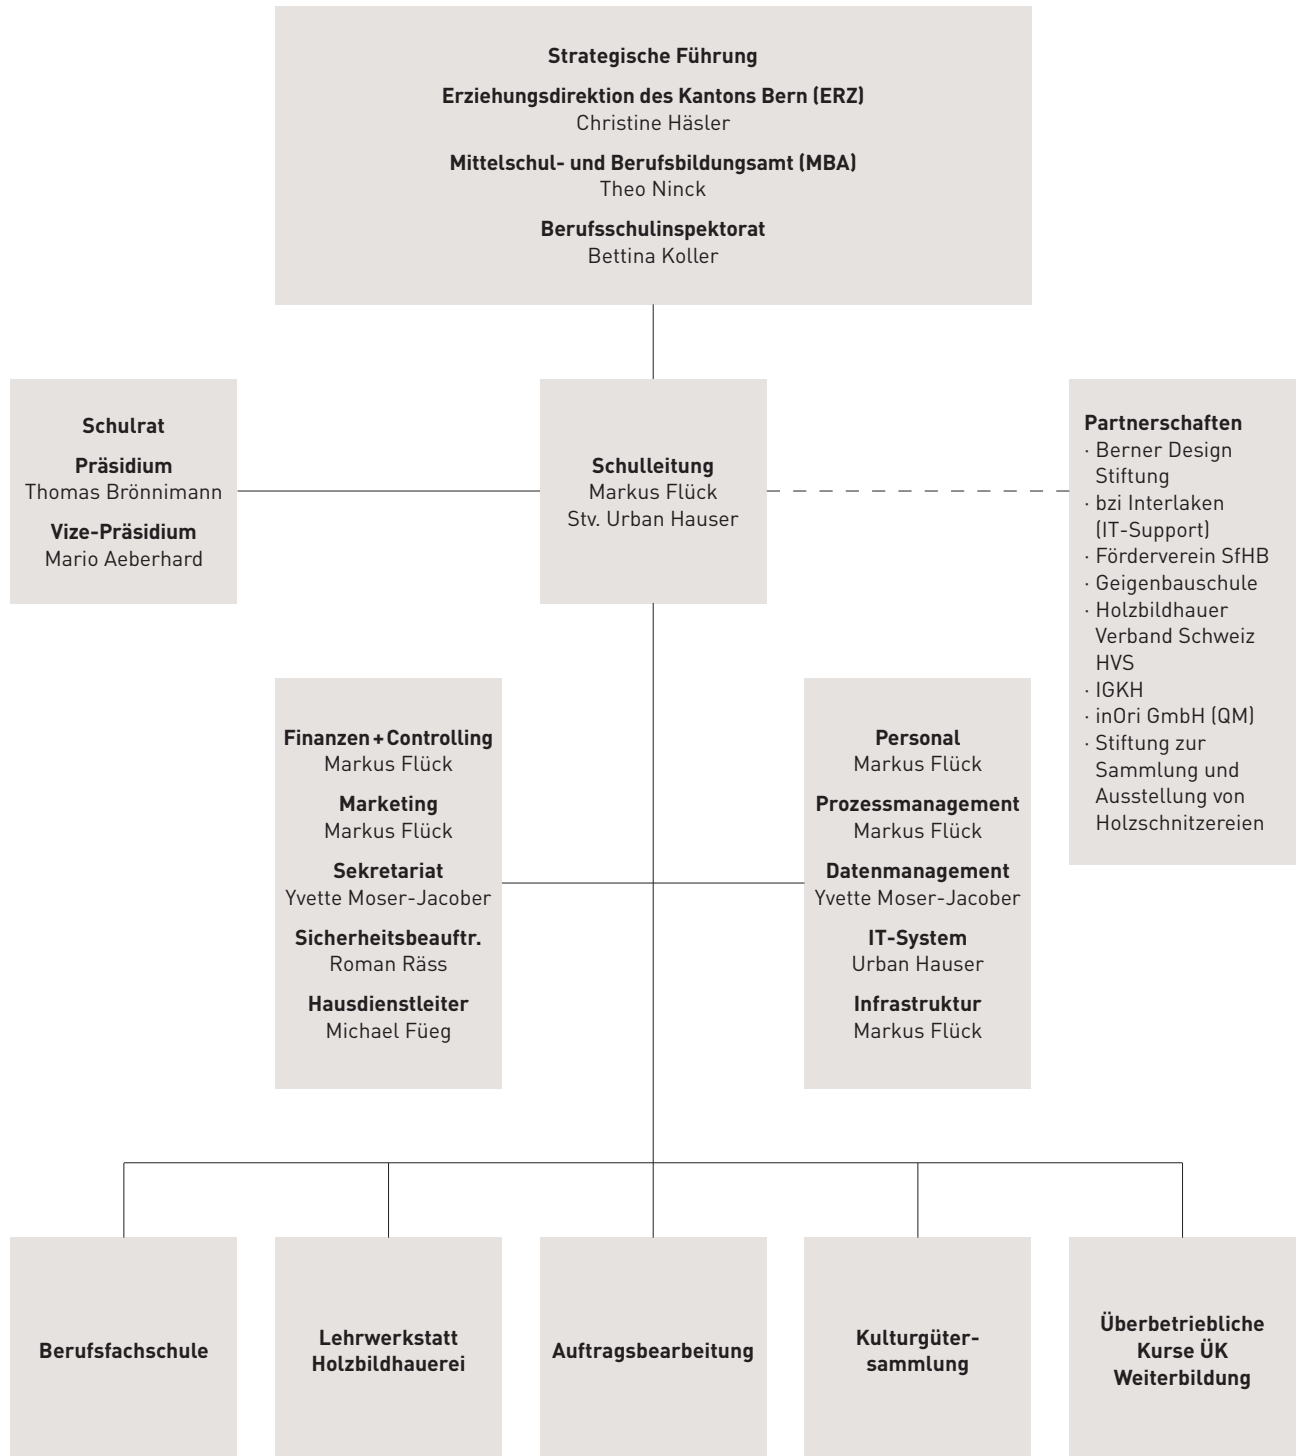 Strategische Führung
Erziehungsdirektion des Kantons Bern (ERZ)
Christine Häsler
Mittelschul- und Berufsbildungsamt (MBA)
Theo Ninck
Berufsschulinspektorat
Bettina Koller
Schulrat
Präsidium
Thomas Brönnimann
Vize-Präsidium
Mario Aeberhard
Schulleitung
Markus Flück
Stv. Urban Hauser
Partnerschaften
· Berner Design
Stiftung
· bzi Interlaken
(IT-Support)
· Förderverein SfHB
· Geigenbauschule
· Holzbildhauer
Verband Schweiz
HVS
· IGKH
· inOri GmbH (QM)
· Stiftung zur
Sammlung und
Ausstellung von
Holzschnitzereien
Finanzen + Controlling
Markus Flück
Marketing
Markus Flück
Sekretariat
Yvette Moser-Jacober
Sicherheitsbeauftr.
Roman Räss
Hausdienstleiter
Michael Füeg
Personal
Markus Flück
Prozessmanagement
Markus Flück
Datenmanagement
Yvette Moser-Jacober
IT-System
Urban Hauser
Infrastruktur
Markus Flück
Berufsfachschule
Lehrwerkstatt
Holzbildhauerei
Auftragsbearbeitung
Kulturgüter-
sammlung
Überbetriebliche
Kurse ÜK
Weiterbildung